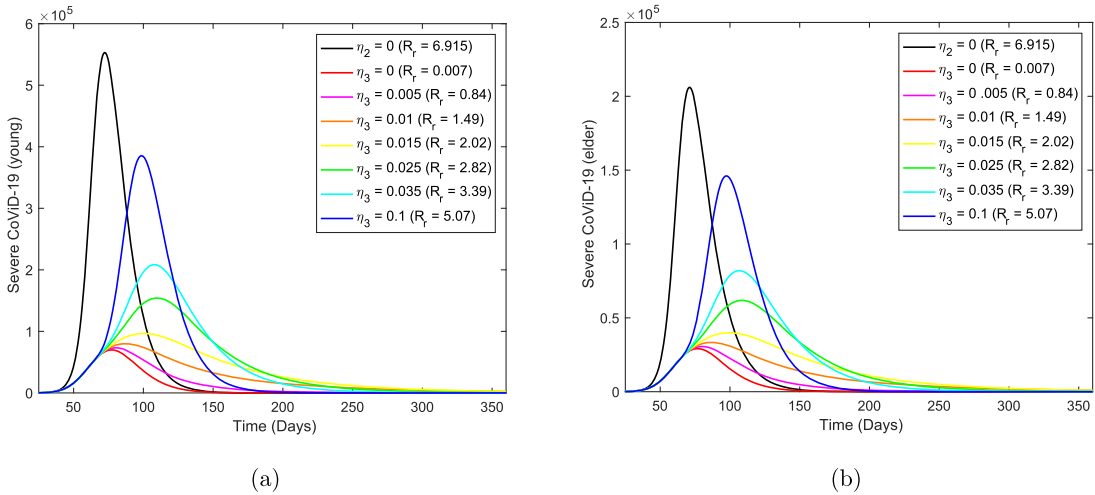 ×10⁵
6
5
4
3
2
1
0
Severe CoViD-19 (young)
50 100 150 200 250 300 350
Time (Days)
η₂ = 0 (Rᵣ = 6.915)
η₃ = 0 (Rᵣ = 0.007)
η₃ = 0.005 (Rᵣ = 0.84)
η₃ = 0.01 (Rᵣ = 1.49)
η₃ = 0.015 (Rᵣ = 2.02)
η₃ = 0.025 (Rᵣ = 2.82)
η₃ = 0.035 (Rᵣ = 3.39)
η₃ = 0.1 (Rᵣ = 5.07)
(a)
×10⁵
2.5
2
1.5
1
0.5
0
Severe CoViD-19 (elder)
50 100 150 200 250 300 350
Time (Days)
η₂ = 0 (Rᵣ = 6.915)
η₃ = 0 (Rᵣ = 0.007)
η₃ = 0 .005 (Rᵣ = 0.84)
η₃ = 0.01 (Rᵣ = 1.49)
η₃ = 0.015 (Rᵣ = 2.02)
η₃ = 0.025 (Rᵣ = 2.82)
η₃ = 0.035 (Rᵣ = 3.39)
η₃ = 0.1 (Rᵣ = 5.07)
(b)